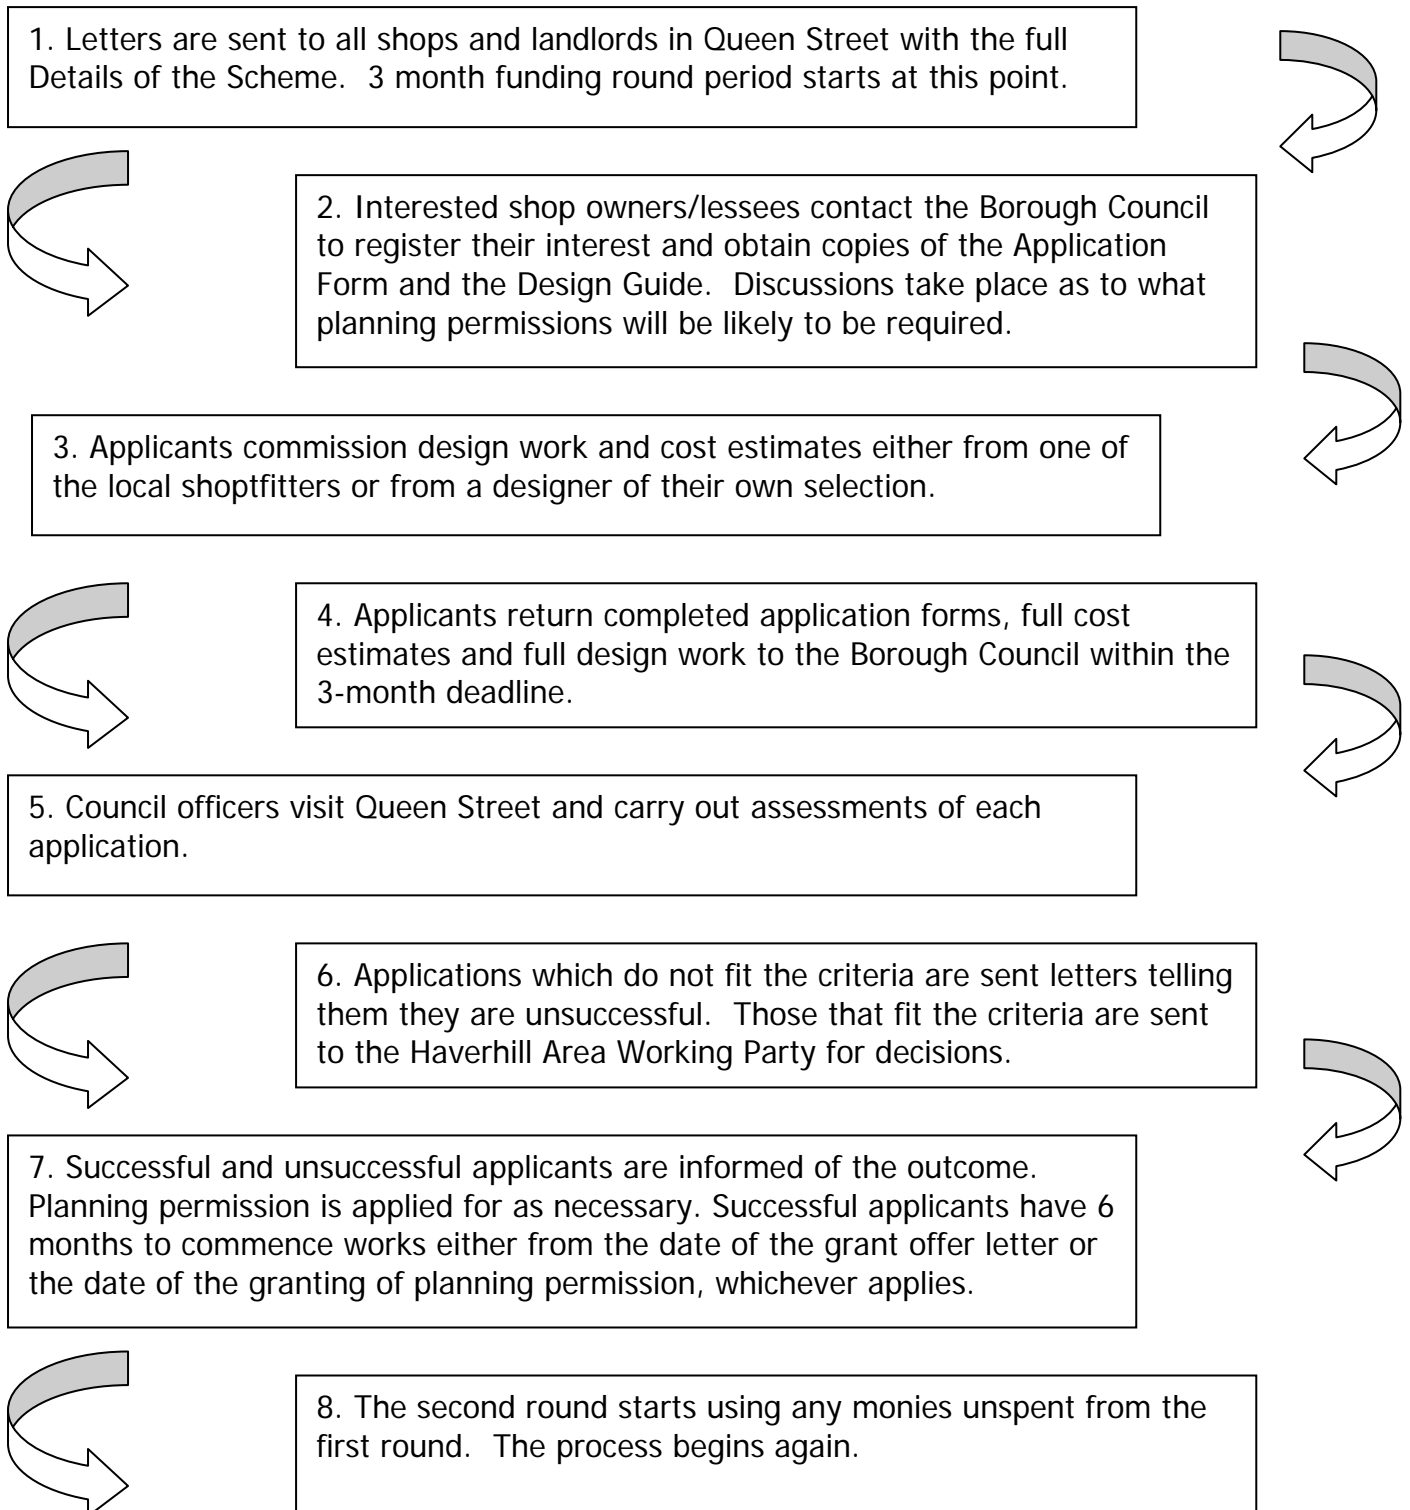 1. Letters are sent to all shops and landlords in Queen Street with the full
Details of the Scheme.  3 month funding round period starts at this point.
2. Interested shop owners/lessees contact the Borough Council
to register their interest and obtain copies of the Application
Form and the Design Guide.  Discussions take place as to what
planning permissions will be likely to be required.
3. Applicants commission design work and cost estimates either from one of
the local shoptfitters or from a designer of their own selection.
4. Applicants return completed application forms, full cost
estimates and full design work to the Borough Council within the
3-month deadline.
5. Council officers visit Queen Street and carry out assessments of each
application.
6. Applications which do not fit the criteria are sent letters telling
them they are unsuccessful.  Those that fit the criteria are sent
to the Haverhill Area Working Party for decisions.
7. Successful and unsuccessful applicants are informed of the outcome.
Planning permission is applied for as necessary. Successful applicants have 6
months to commence works either from the date of the grant offer letter or
the date of the granting of planning permission, whichever applies.
8. The second round starts using any monies unspent from the
first round.  The process begins again.